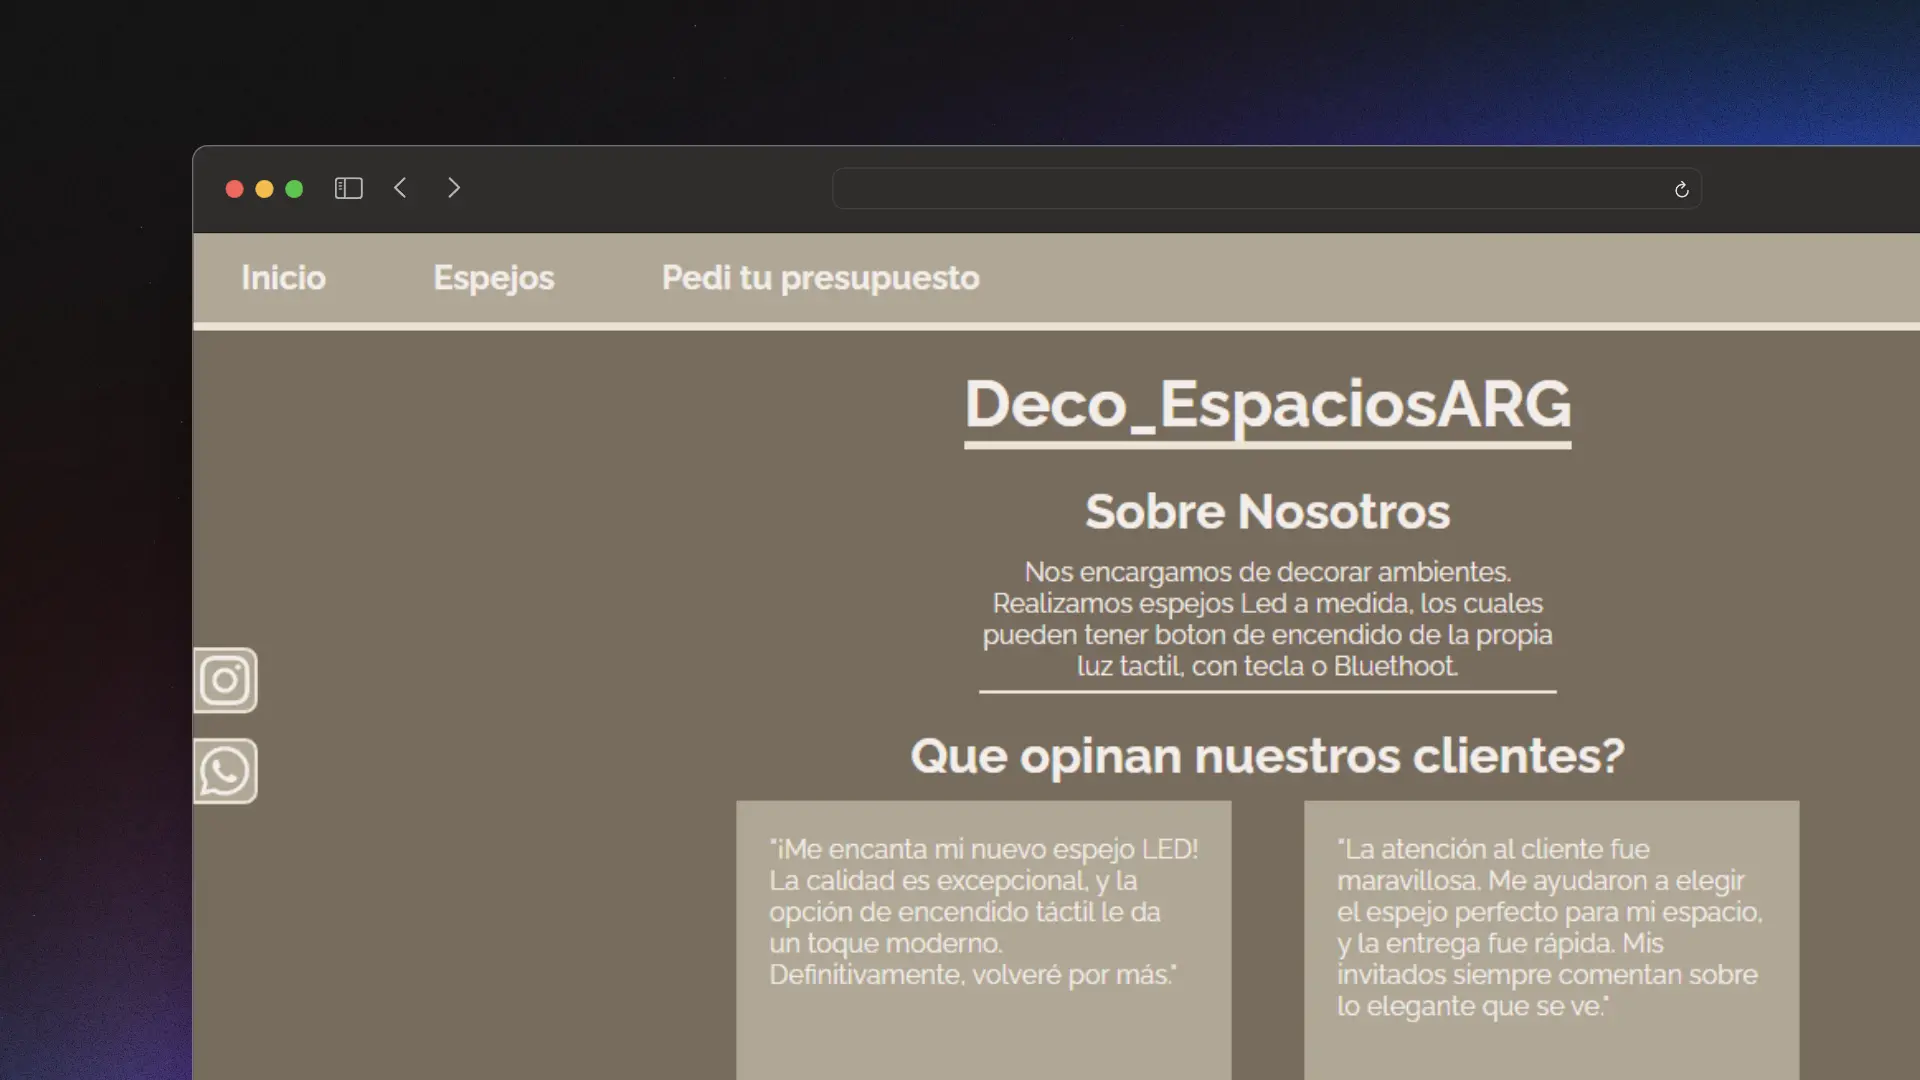 Inicio Espejos Pedi tu presupuesto
Deco_EspaciosARG
Sobre Nosotros
Nos encargamos de decorar ambientes.
Realizamos espejos Led a medida, los cuales
pueden tener boton de encendido de la propia
luz tactil, con tecla o Bluethoot.
Que opinan nuestros clientes?
"¡Me encanta mi nuevo espejo LED!
La calidad es excepcional, y la
opción de encendido táctil le da
un toque moderno.
Definitivamente, volveré por más."
"La atención al cliente fue
maravillosa. Me ayudaron a elegir
el espejo perfecto para mi espacio,
y la entrega fue rápida. Mis
invitados siempre comentan sobre
lo elegante que se ve."